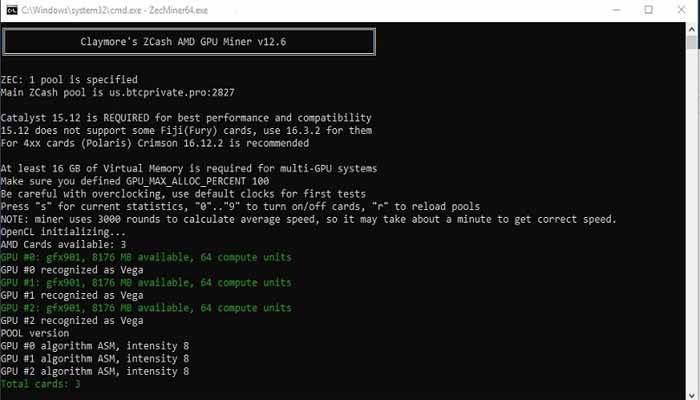 C:\Windows\system32\cmd.exe - ZecMiner64.exe
Claymore's ZCash AMD GPU Miner v12.6
ZEC: 1 pool is specified
Main ZCash pool is us.btcprivate.pro:2827
Catalyst 15.12 is REQUIRED for best performance and compatibility
15.12 does not support some Fiji(Fury) cards, use 16.3.2 for them
For 4xx cards (Polaris) Crimson 16.12.2 is recommended
At least 16 GB of Virtual Memory is required for multi-GPU systems
Make sure you defined GPU_MAX_ALLOC_PERCENT 100
Be careful with overclocking, use default clocks for first tests
Press "s" for current statistics, "0".."9" to turn on/off cards, "r" to reload pools
NOTE: miner uses 3000 rounds to calculate average speed, so it may take about a minute to get correct speed.
OpenCL initializing...
AMD Cards available: 3
GPU #0: gfx901, 8176 MB available, 64 compute units
GPU #0 recognized as Vega
GPU #1: gfx901, 8176 MB available, 64 compute units
GPU #1 recognized as Vega
GPU #2: gfx901, 8176 MB available, 64 compute units
GPU #2 recognized as Vega
POOL version
GPU #0 algorithm ASM, intensity 8
GPU #1 algorithm ASM, intensity 8
GPU #2 algorithm ASM, intensity 8
Total cards: 3